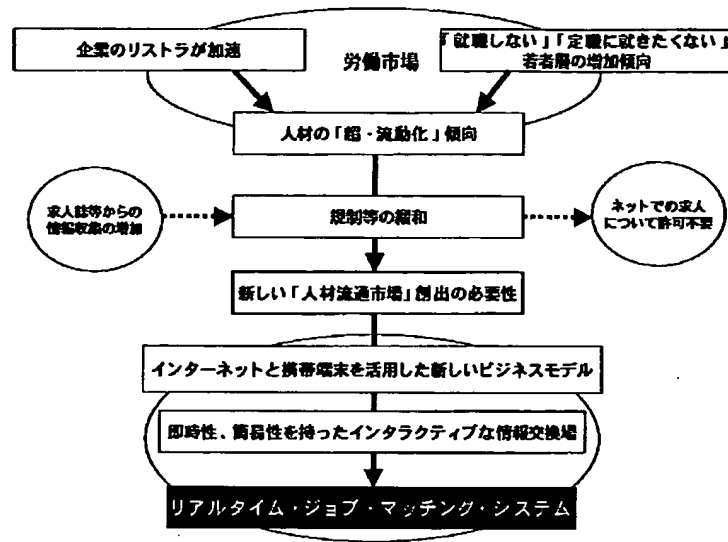 企業のリストラが加速
労働市場
「就職しない」「定職に就きたくない」
若者層の増加傾向
人材の「超・流動化」傾向
求人誌等からの
情報収集の増加
規制等の緩和
ネットでの求人
について許可不要
新しい「人材流通市場」創出の必要性
インターネットと携帯端末を活用した新しいビジネスモデル
即時性、簡易性を持ったインタラクティブな情報交換場
リアルタイム・ジョブ・マッチング・システム